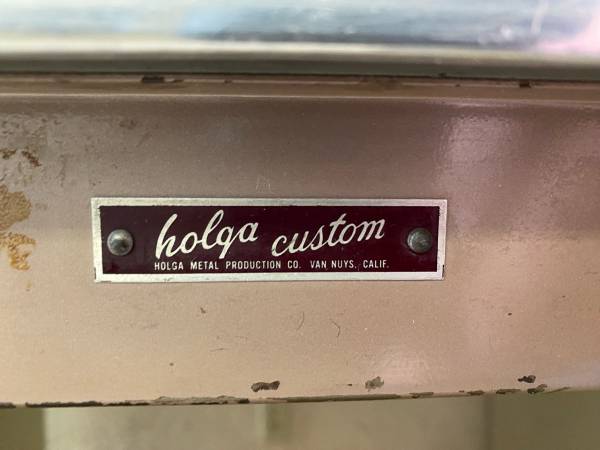 holga custom
HOLGA METAL PRODUCTION CO. VAN NUYS, CALIF.